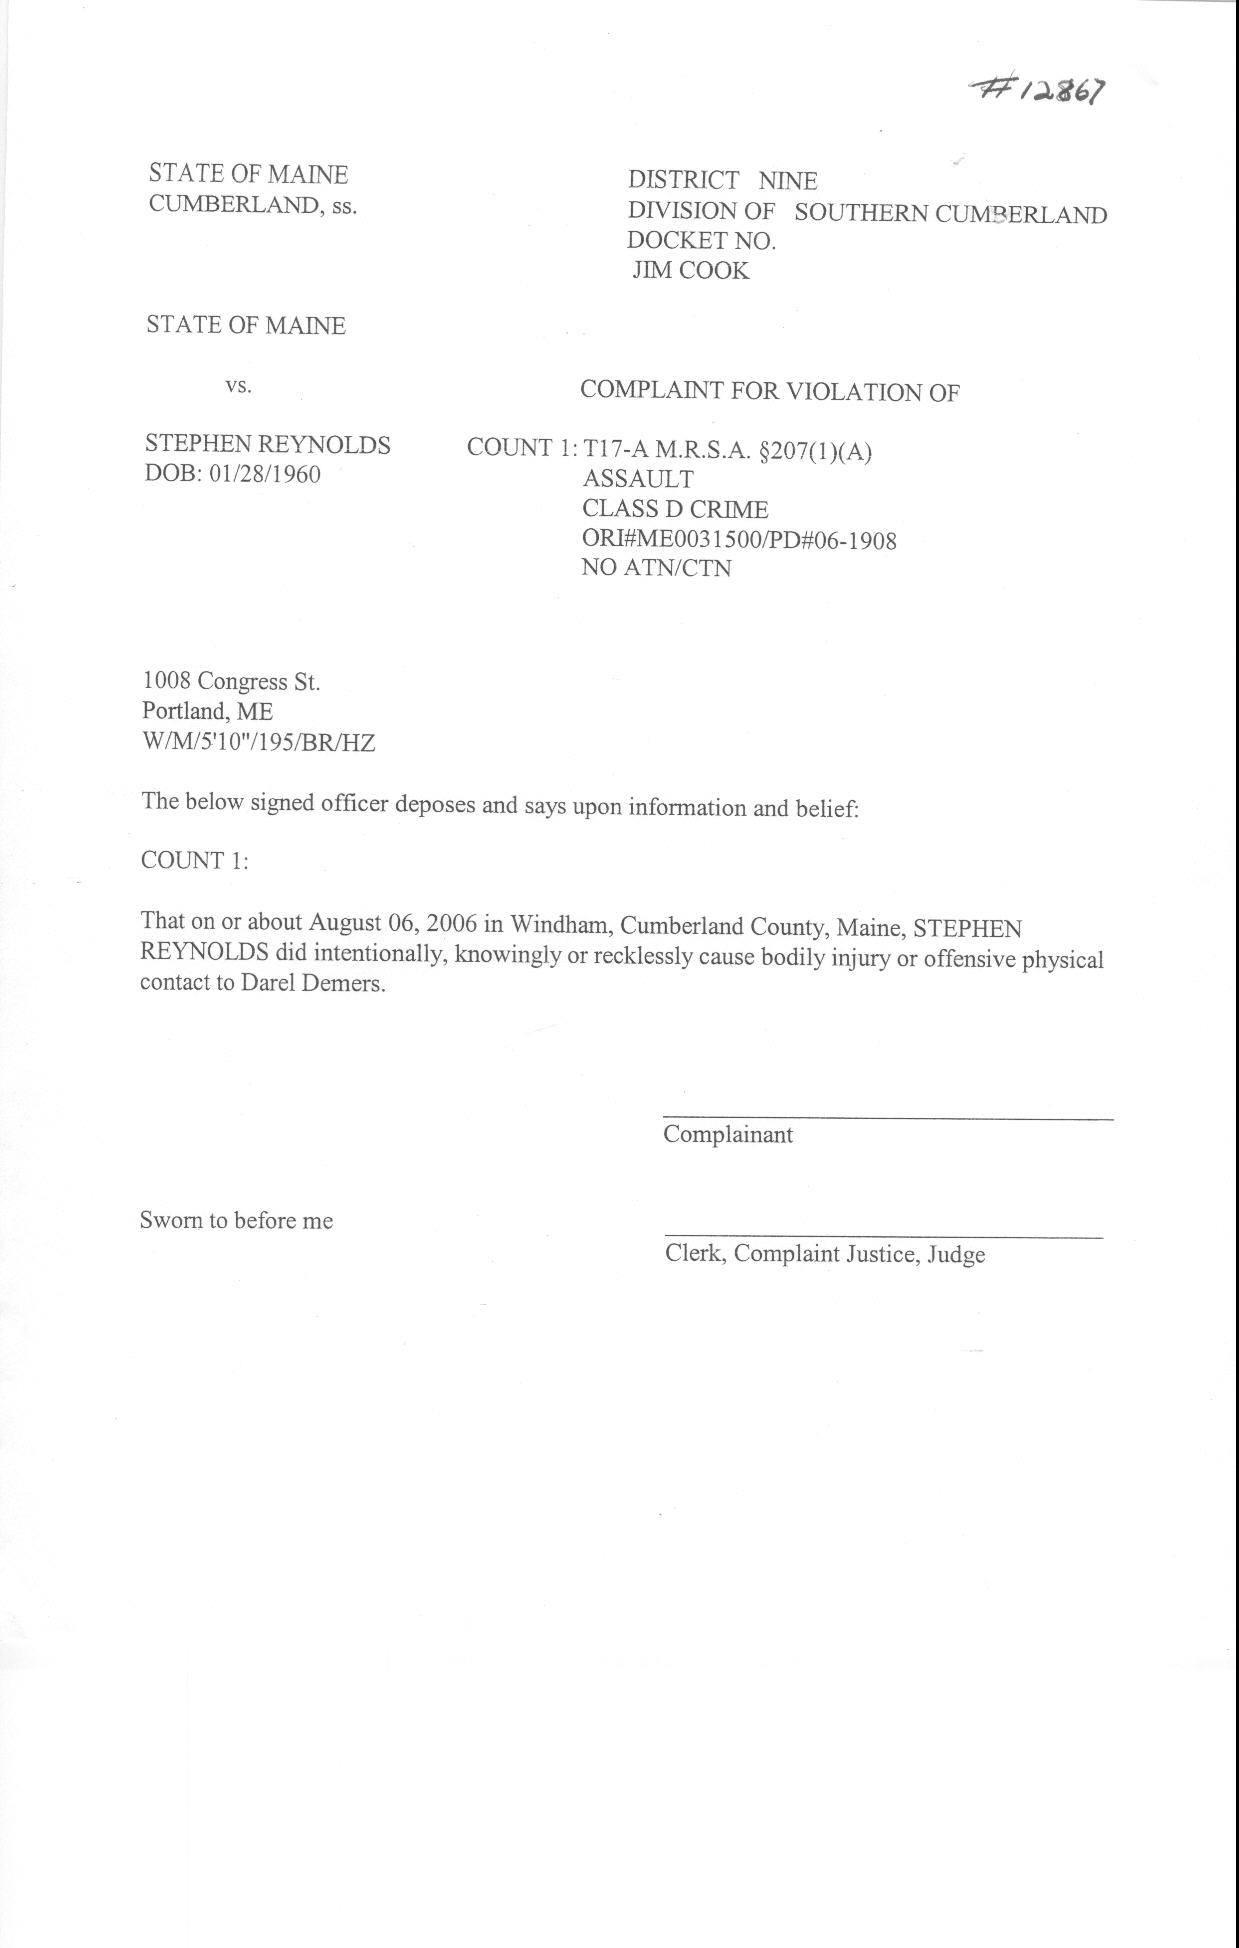 #12867
STATE OF MAINE
CUMBERLAND, ss.
DISTRICT NINE
DIVISION OF SOUTHERN CUMBERLAND
DOCKET NO.
JIM COOK
STATE OF MAINE
vs.
COMPLAINT FOR VIOLATION OF
STEPHEN REYNOLDS
DOB: 01/28/1960
COUNT 1: T17-A M.R.S.A. §207(1)(A)
ASSAULT
CLASS D CRIME
ORI#ME0031500/PD#06-1908
NO ATN/CTN
1008 Congress St.
Portland, ME
W/M/5'10"/195/BR/HZ
The below signed officer deposes and says upon information and belief:
COUNT 1:
That on or about August 06, 2006 in Windham, Cumberland County, Maine, STEPHEN
REYNOLDS did intentionally, knowingly or recklessly cause bodily injury or offensive physical
contact to Darel Demers.
Complainant
Sworn to before me
Clerk, Complaint Justice, Judge